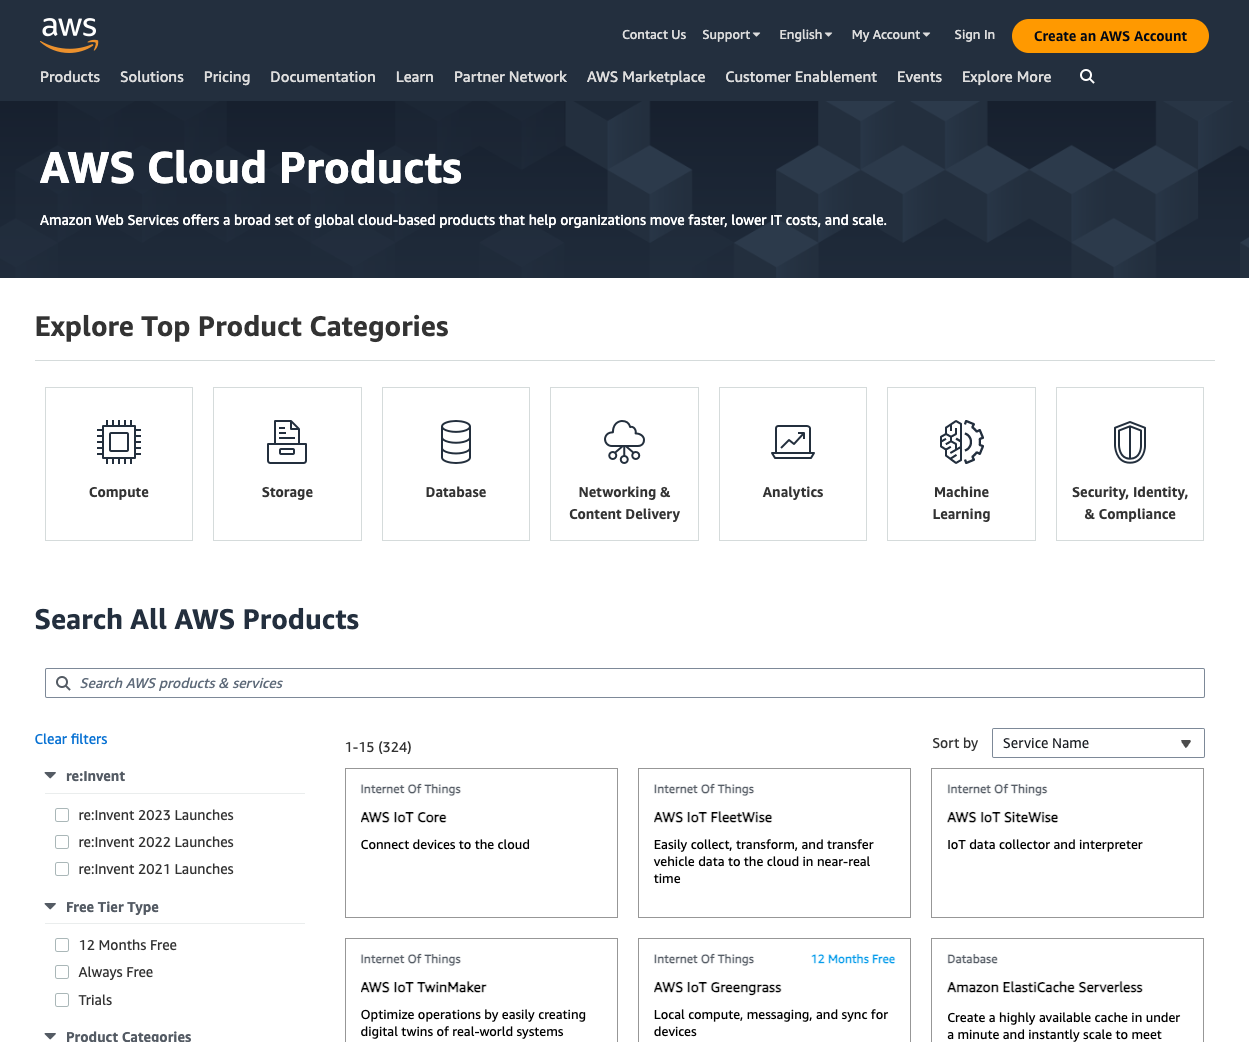 aws
Contact Us Support English My Account Sign In Create an AWS Account
Products Solutions Pricing Documentation Learn Partner Network AWS Marketplace Customer Enablement Events Explore More
AWS Cloud Products
Amazon Web Services offers a broad set of global cloud-based products that help organizations move faster, lower IT costs, and scale.
Explore Top Product Categories
Compute
Storage
Database
Networking &
Content Delivery
Analytics
Machine
Learning
Security, Identity,
& Compliance
Search All AWS Products
Search AWS products & services
Clear filters
re:Invent
re:Invent 2023 Launches
re:Invent 2022 Launches
re:Invent 2021 Launches
Free Tier Type
12 Months Free
Always Free
Trials
Product Categories
1-15 (324)
Sort by Service Name
Internet Of Things
AWS IoT Core
Connect devices to the cloud
Internet Of Things
AWS IoT FleetWise
Easily collect, transform, and transfer
vehicle data to the cloud in near-real
time
Internet Of Things
AWS IoT SiteWise
IoT data collector and interpreter
Internet Of Things
AWS IoT TwinMaker
Optimize operations by easily creating
digital twins of real-world systems
Internet Of Things 12 Months Free
AWS IoT Greengrass
Local compute, messaging, and sync for
devices
Database
Amazon ElastiCache Serverless
Create a highly available cache in under
a minute and instantly scale to meet